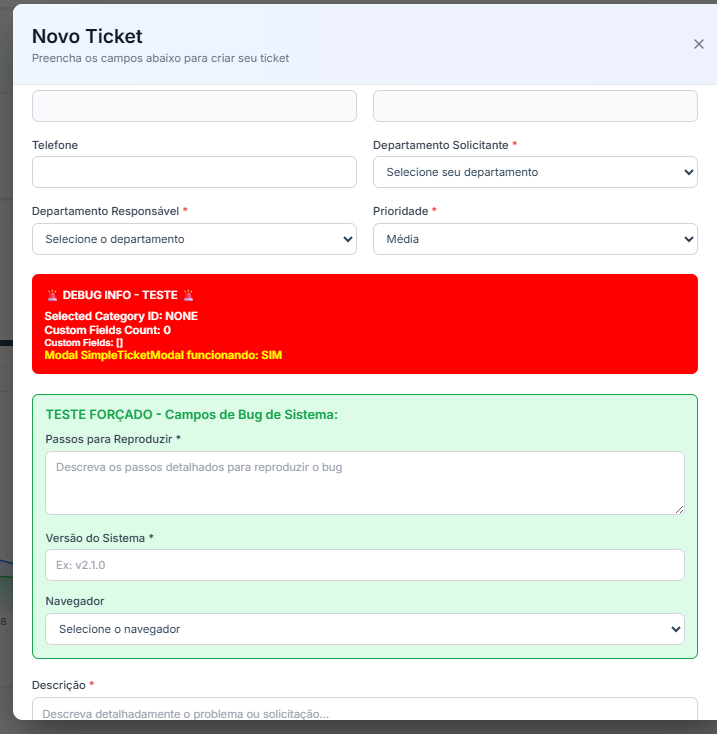 Novo Ticket
Preencha os campos abaixo para criar seu ticket
Telefone
Departamento Solicitante *
Selecione seu departamento
Departamento Responsável *
Prioridade *
Selecione o departamento
Média
🚨 DEBUG INFO - TESTE 🚨
Selected Category ID: NONE
Custom Fields Count: 0
Custom Fields: []
Modal SimpleTicketModal funcionando: SIM
TESTE FORÇADO - Campos de Bug de Sistema:
Passos para Reproduzir *
Descreva os passos detalhados para reproduzir o bug
Versão do Sistema *
Ex: v2.1.0
Navegador
Selecione o navegador
Descrição *
Descreva detalhadamente o problema ou solicitação...
8